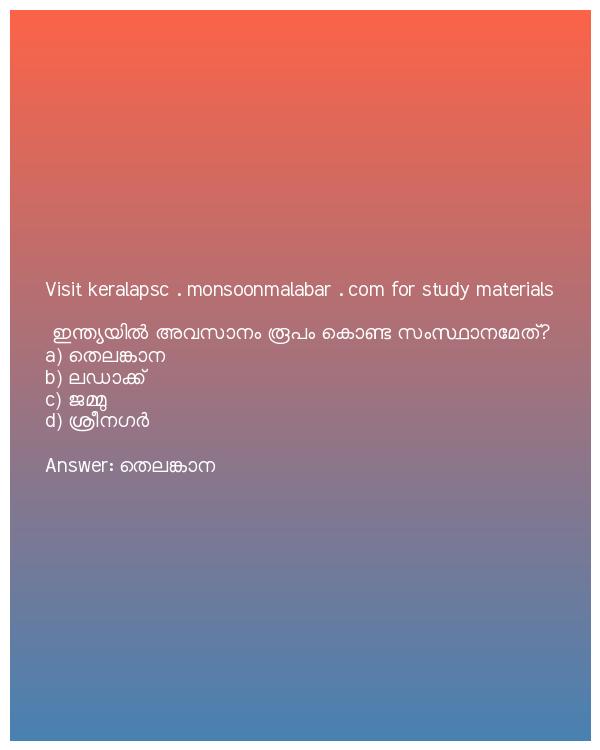 Visit keralapsc . monsoonmalabar . com for study materials
ഇന്ത്യയിൽ അവസാനം രൂപം കൊണ്ട സംസ്ഥാനമേത്?
a) തെലങ്കാന
b) ലഡാക്ക്
c) ജമ്മു
d) ശ്രീനഗർ
Answer: തെലങ്കാന